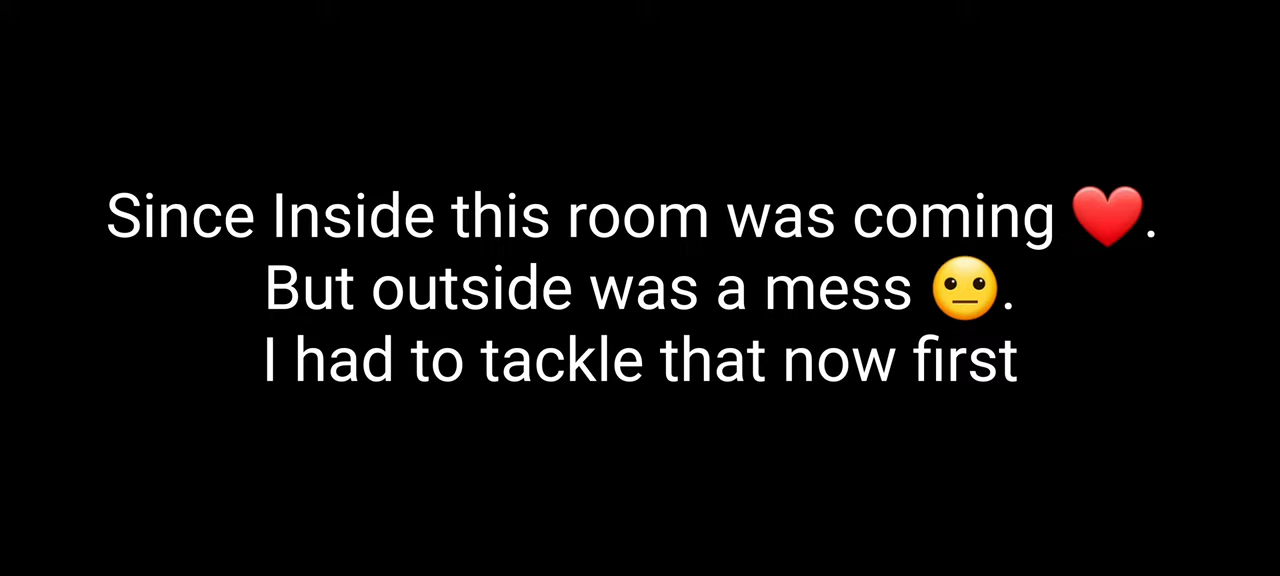 Since Inside this room was coming ❤️.
But outside was a mess 😐.
I had to tackle that now first